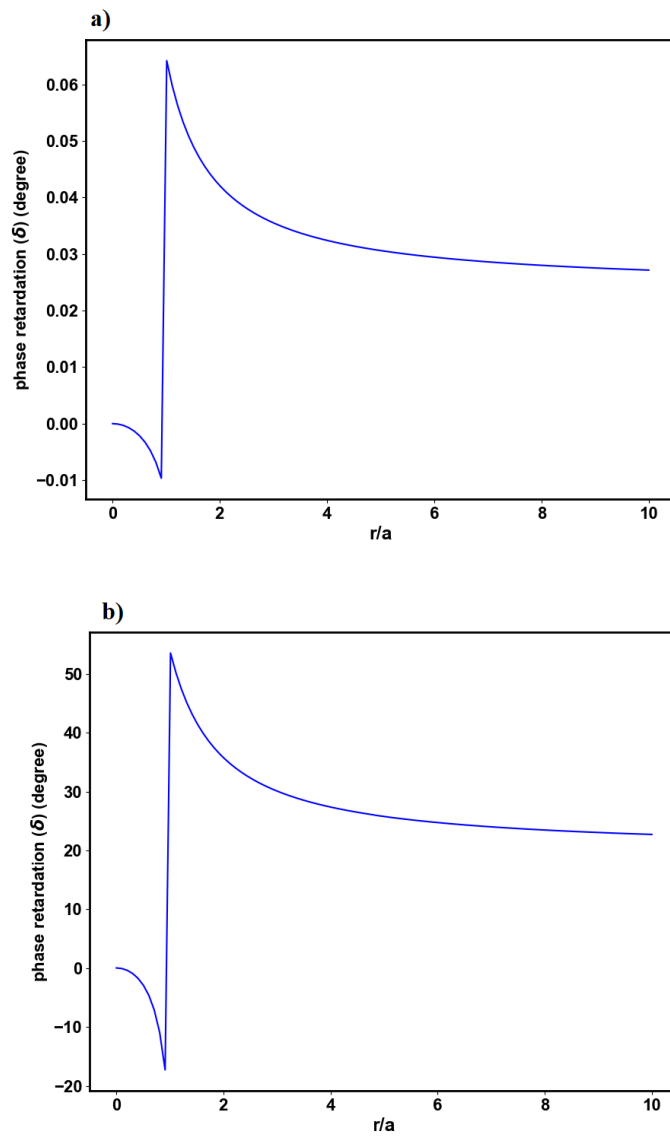 a)
0.06
0.05
0.04
0.03
0.02
0.01
0.00
−0.01
phase retardation (δ) (degree)
0 2 4 6 8 10
r/a
b)
50
40
30
20
10
0
−10
−20
phase retardation (δ) (degree)
0 2 4 6 8 10
r/a